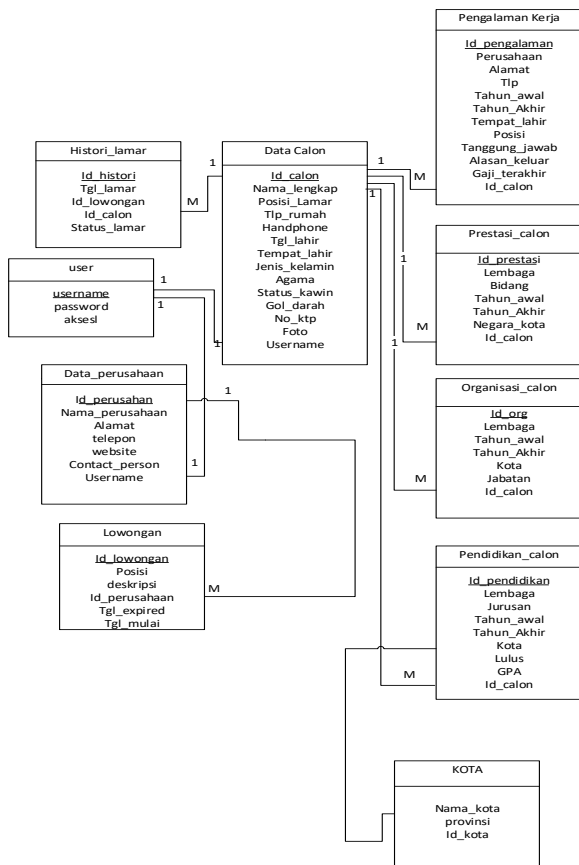 Pengalaman Kerja
Id_pengalaman
Perusahaan
Alamat
Tlp
Tahun_awal
Tahun_Akhir
Tempat_lahir
Posisi
Tanggung_jawab
Alasan_keluar
Gaji_terakhir
Id_calon
Histori_lamar
Id_histori
Tgl_lamar
Id_lowongan
Id_calon
Status_lamar
1
M
Data Calon
Id_calon
Nama_lengkap
Posisi_Lamar
Tlp_rumah
Handphone
Tgl_lahir
Tempat_lahir
Jenis_kelamin
Agama
Status_kawin
Gol_darah
No_ktp
Foto
Username
1
M
1
1
1
Prestasi_calon
Id_prestasi
Lembaga
Bidang
Tahun_awal
Tahun_Akhir
Negara_kota
Id_calon
M
user
username
password
aksesl
1
1
1
Data_perusahaan
Id_perusahan
Nama_perusahaan
Alamat
telepon
website
Contact_person
Username
1
1
Organisasi_calon
Id_org
Lembaga
Tahun_awal
Tahun_Akhir
Kota
Jabatan
Id_calon
M
Lowongan
Id_lowongan
Posisi
deskripsi
Id_perusahaan
Tgl_expired
Tgl_mulai
M
Pendidikan_calon
Id_pendidikan
Lembaga
Jurusan
Tahun_awal
Tahun_Akhir
Kota
Lulus
GPA
Id_calon
M
KOTA
Nama_kota
provinsi
Id_kota